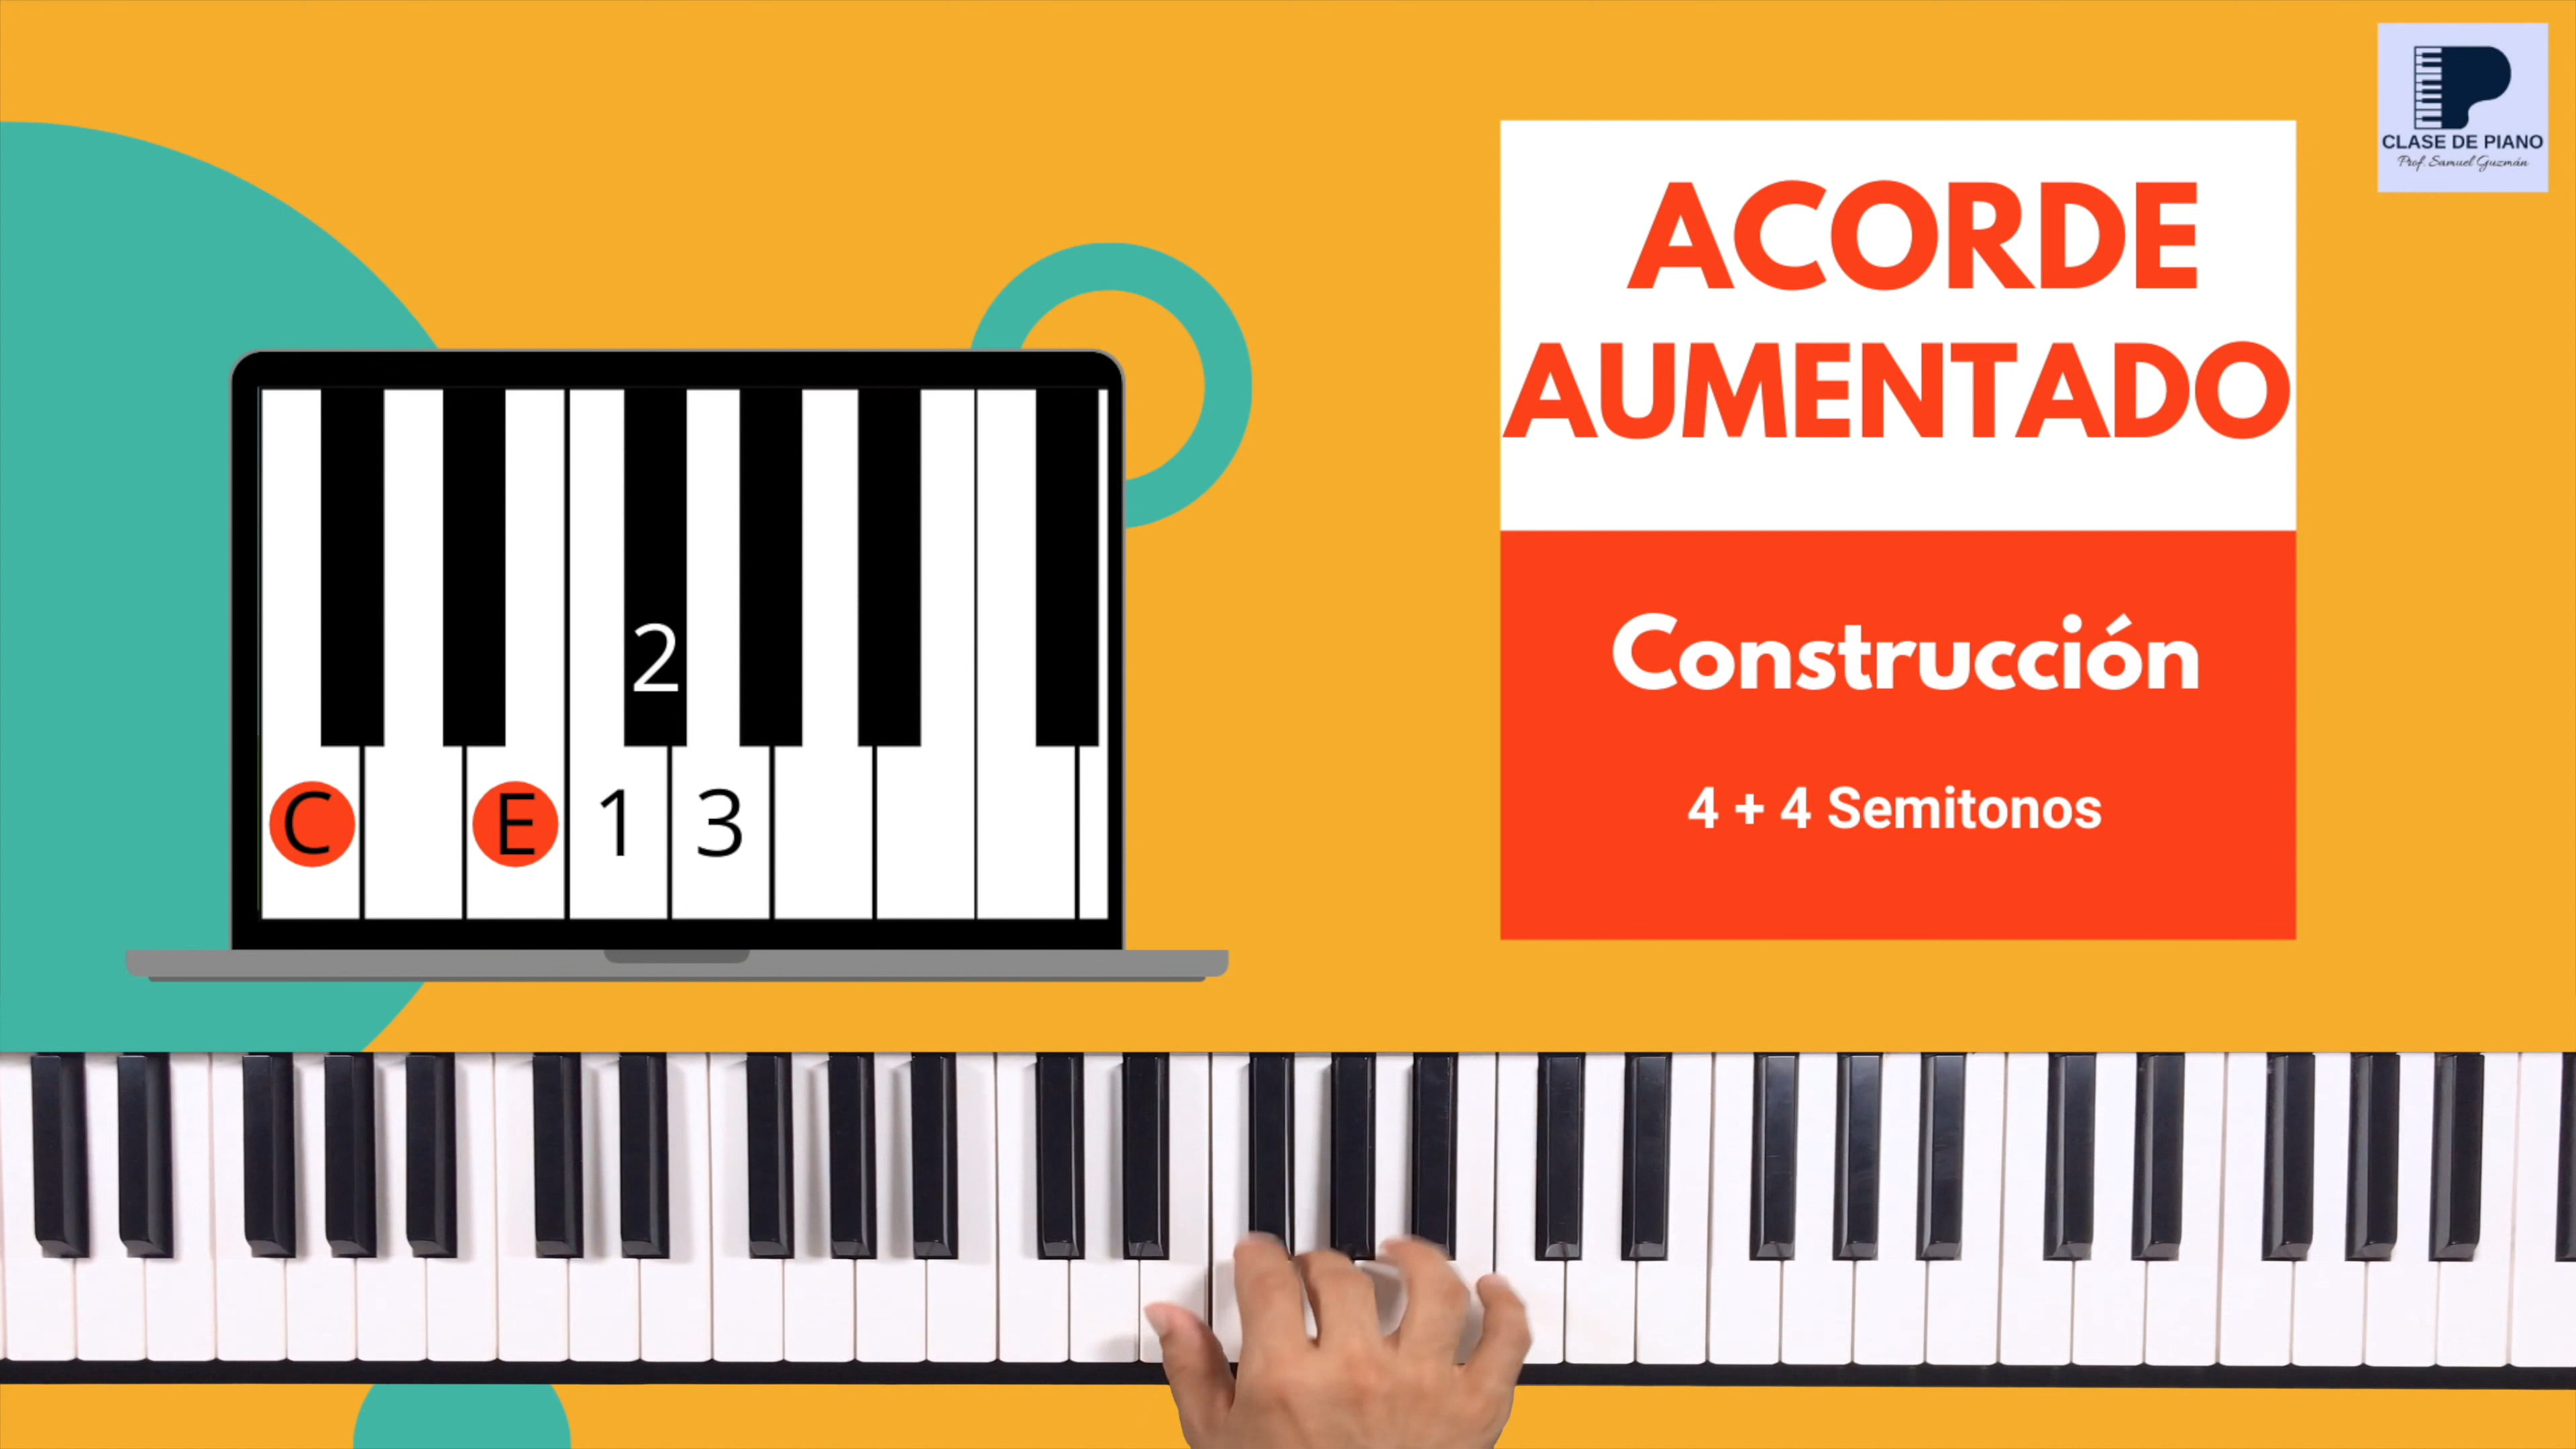 CLASE DE PIANO
Prof. Samuel Guzmán
ACORDE
AUMENTADO
Construcción
4 + 4 Semitonos
2
C E 1 3